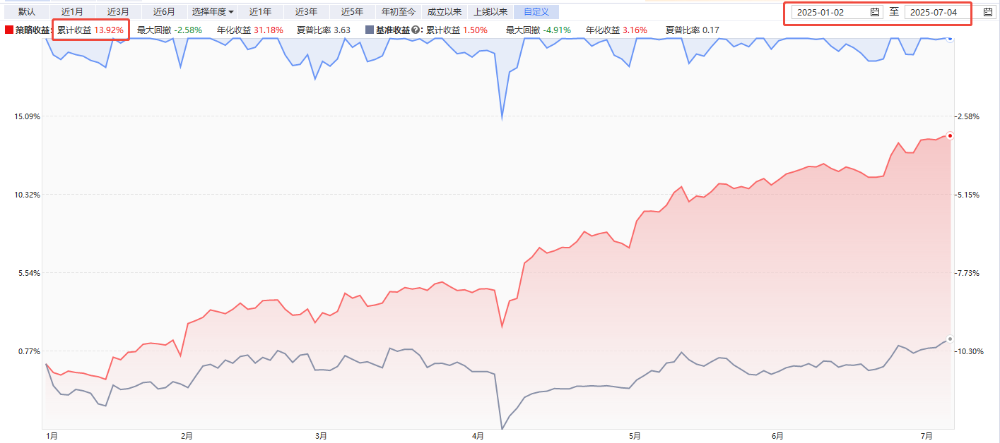 默认 近1月 近3月 近6月 选择年度 近1年 近3年 近5年 年初至今 成立以来 上线以来 自定义 2025-01-02 至 2025-07-04
策略收益: 累计收益 13.92% 最大回撤 -2.58% 年化收益 31.18% 夏普比率 3.63 基准收益?: 累计收益 1.50% 最大回撤 -4.91% 年化收益 3.16% 夏普比率 0.17
15.09% -2.58%
10.32% -5.15%
5.54% -7.73%
0.77% -10.30%
1月 2月 3月 4月 5月 6月 7月